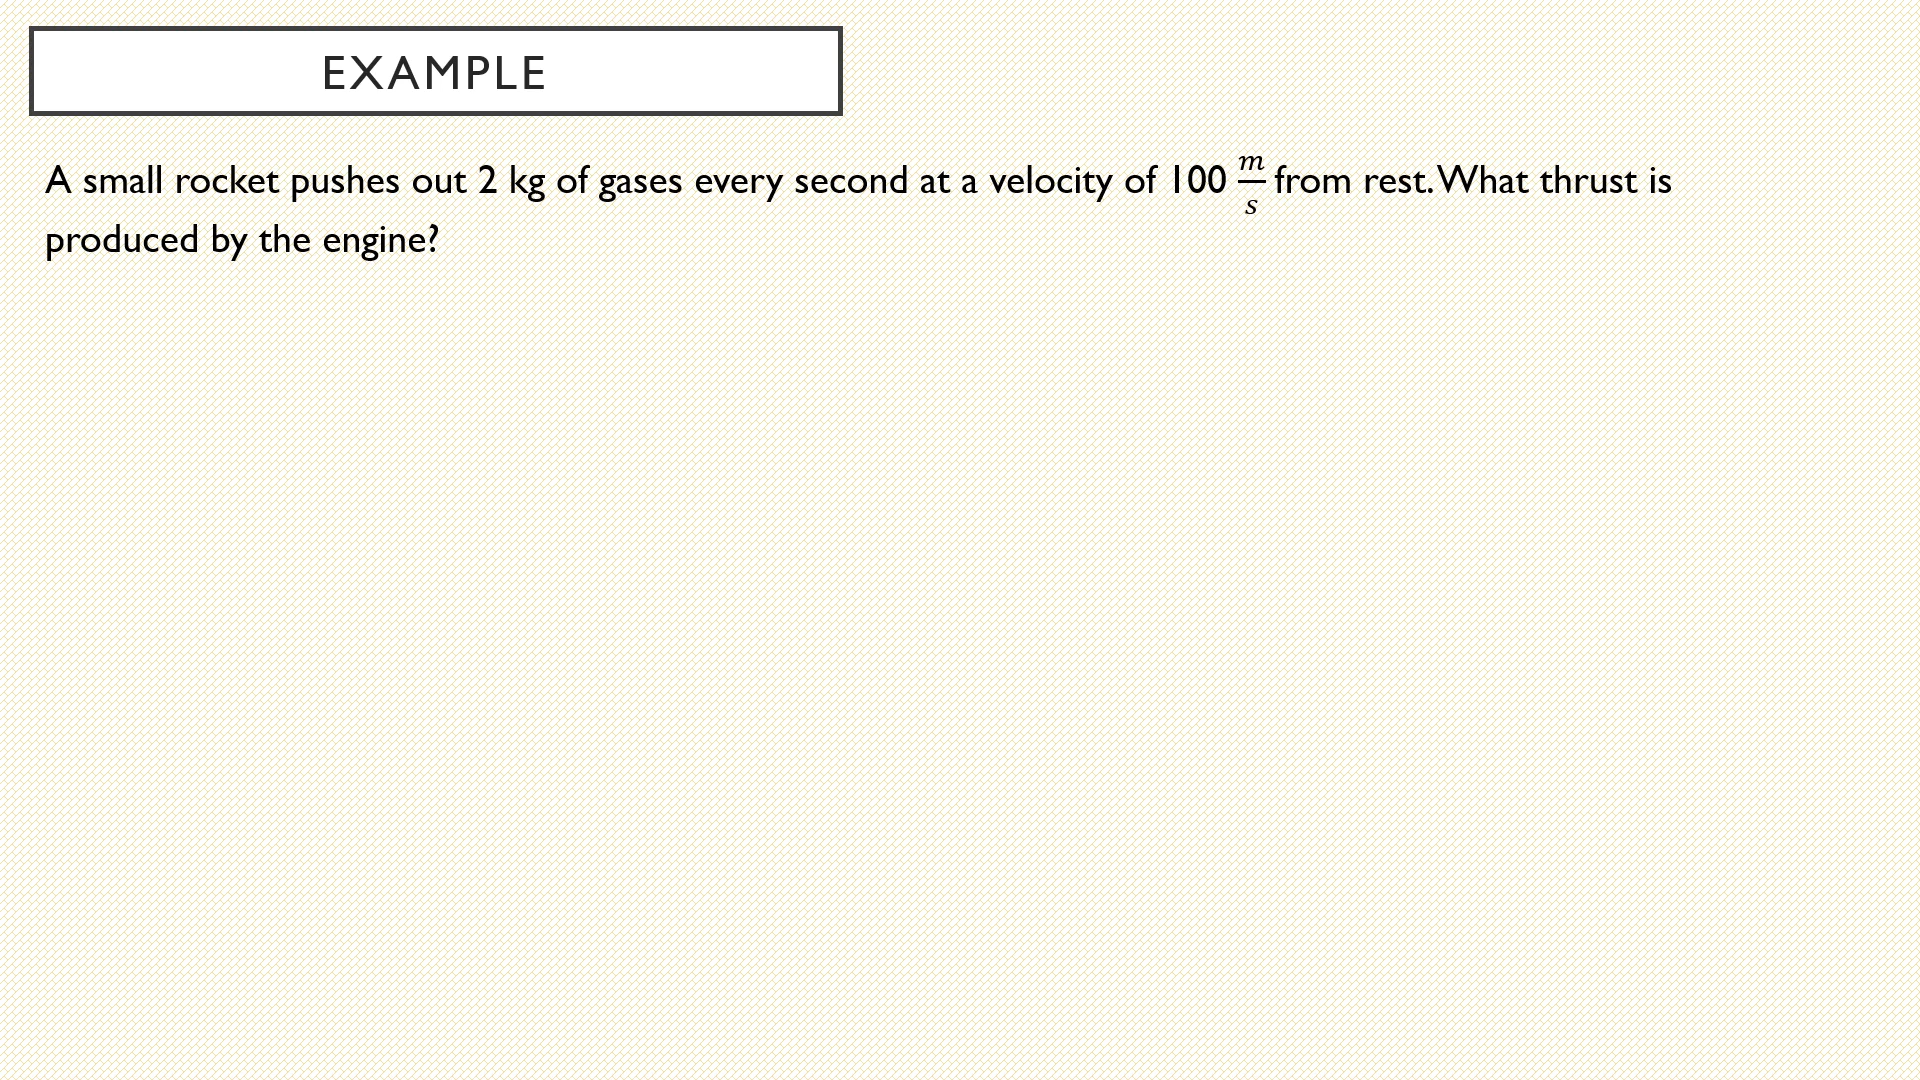 EXAMPLE
A small rocket pushes out 2 kg of gases every second at a velocity of 100 m/s from rest. What thrust is
produced by the engine?